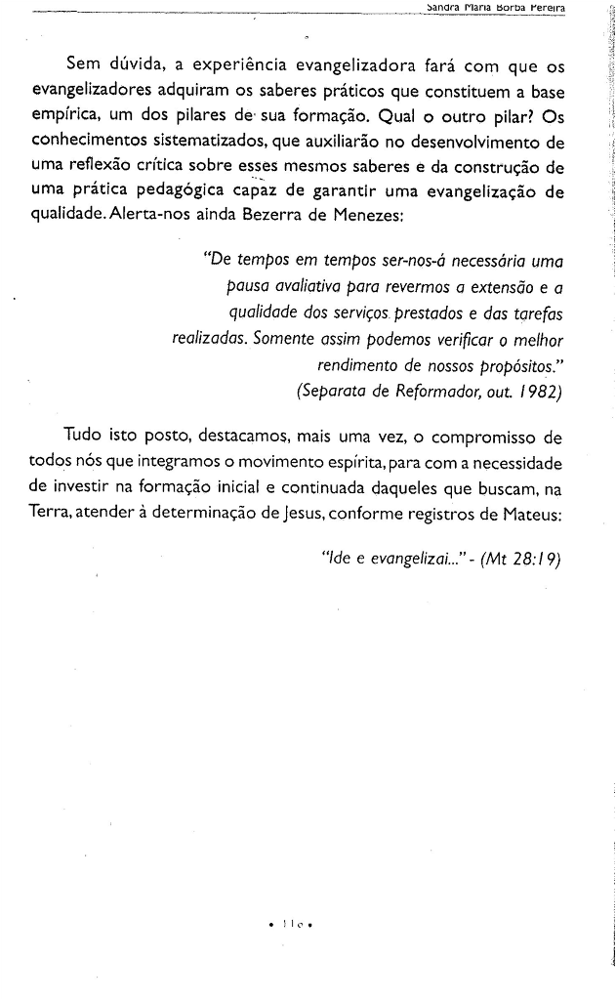 Sandra Maria Borba Pereira
Sem dúvida, a experiência evangelizadora fará com que os
evangelizadores adquiram os saberes práticos que constituem a base
empírica, um dos pilares de sua formação. Qual o outro pilar? Os
conhecimentos sistematizados, que auxiliarão no desenvolvimento de
uma reflexão crítica sobre esses mesmos saberes e da construção de
uma prática pedagógica capaz de garantir uma evangelização de
qualidade. Alerta-nos ainda Bezerra de Menezes:
"De tempos em tempos ser-nos-á necessária uma
pausa avaliativa para revermos a extensão e a
qualidade dos serviços prestados e das tarefas
realizadas. Somente assim podemos verificar o melhor
rendimento de nossos propósitos."
(Separata de Reformador, out. 1982)
Tudo isto posto, destacamos, mais uma vez, o compromisso de
todos nós que integramos o movimento espírita, para com a necessidade
de investir na formação inicial e continuada daqueles que buscam, na
Terra, atender à determinação de Jesus, conforme registros de Mateus:
"Ide e evangelizai..." - (Mt 28:19)